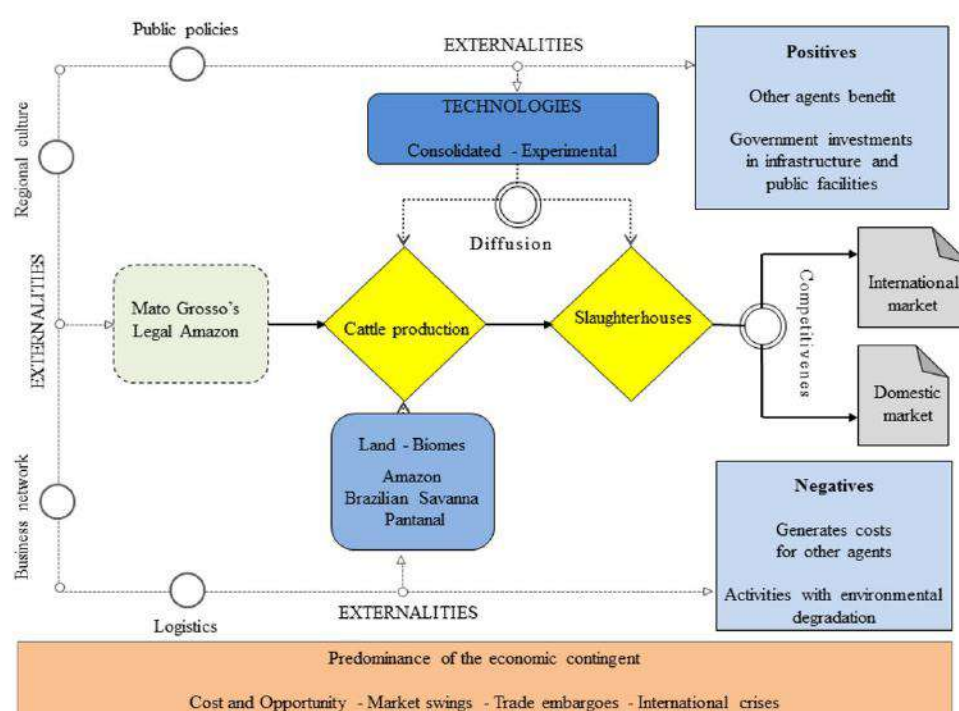 Public policies
EXTERNALITIES
Positives
Other agents benefit
Government investments
in infrastructure and
public facilities
TECHNOLOGIES
Consolidated - Experimental
Regional culture
Diffusion
EXTERNALITIES
Mato Grosso's
Legal Amazon
Cattle production
Slaughterhouses
Competitivenes
International
market
Domestic
market
Land - Biomes
Amazon
Brazilian Savanna
Pantanal
Business network
Negatives
Generates costs
for other agents
Activities with environmental
degradation
EXTERNALITIES
Logistics
Predominance of the economic contingent
Cost and Opportunity - Market swings - Trade embargoes - International crises